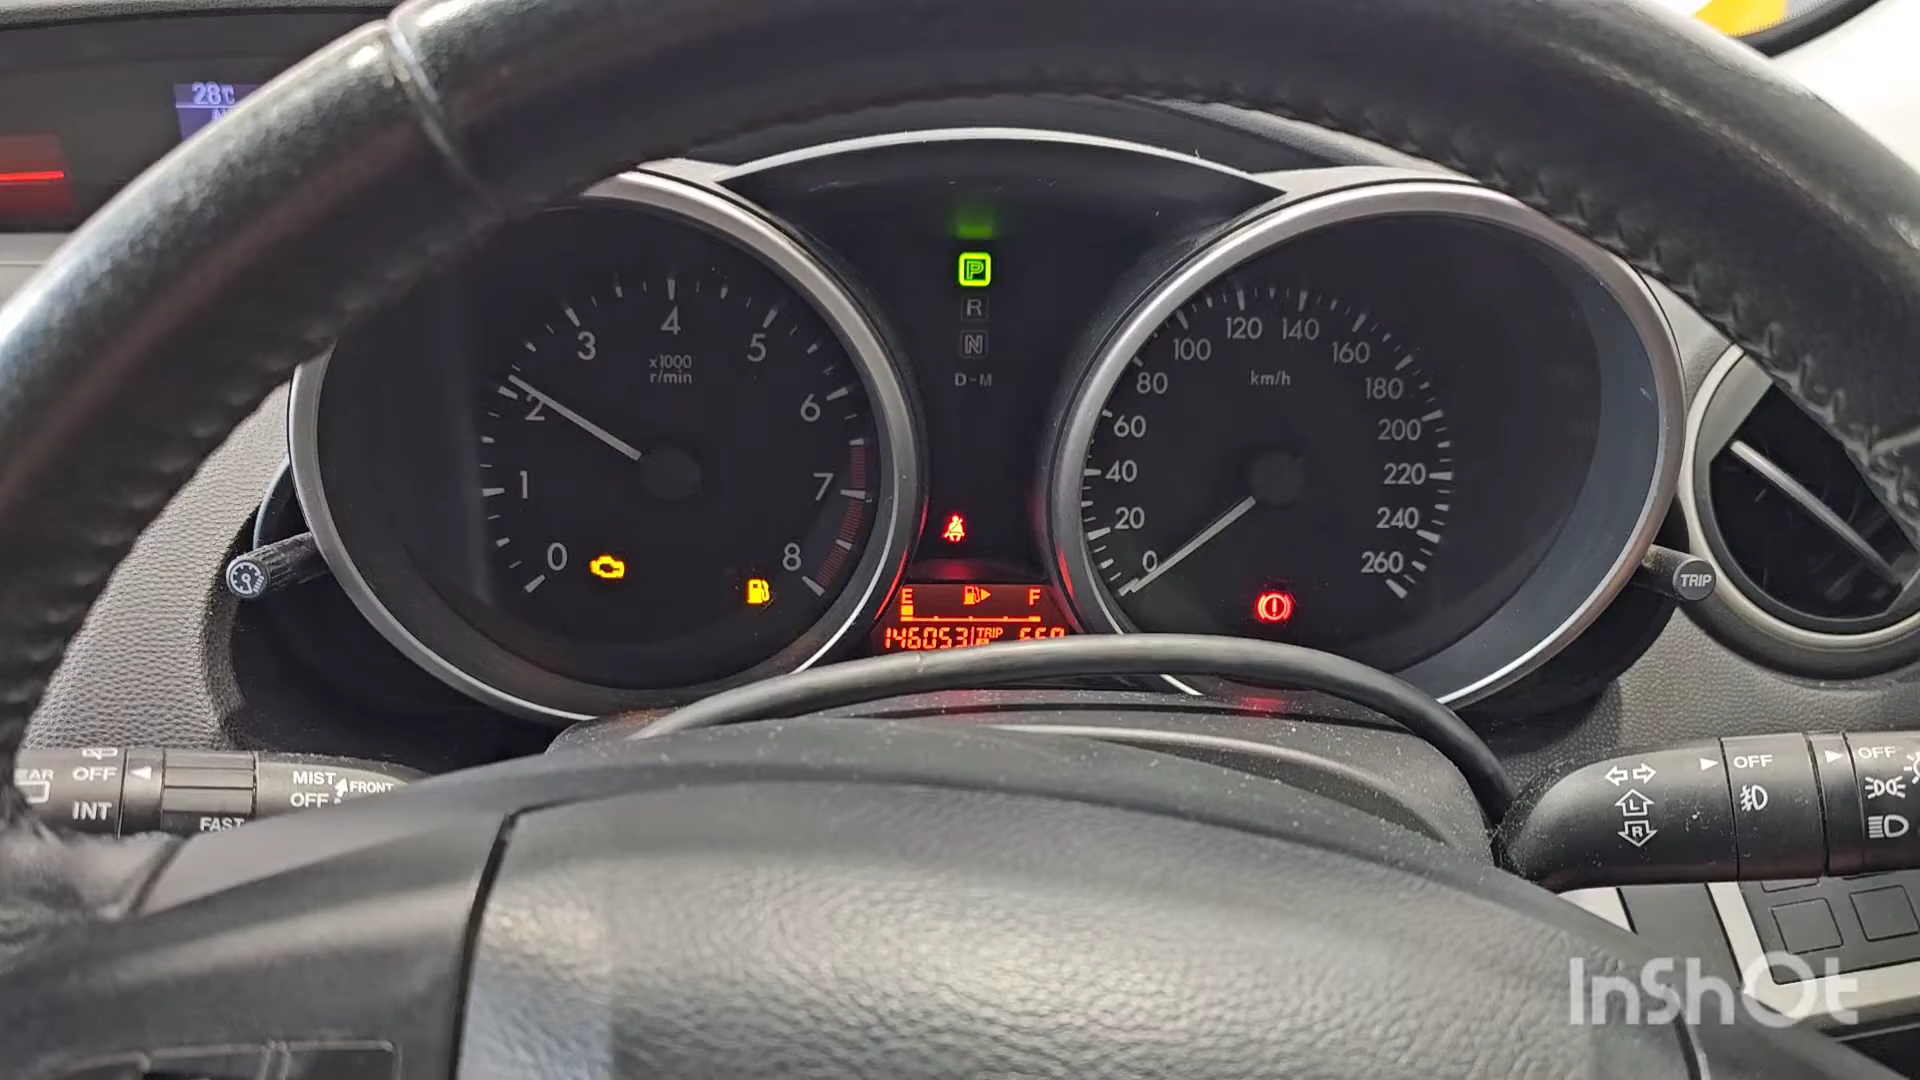 28℃
4
3
5
x1000
r/min
2
6
1
7
0
8
P
R
N
D-M
120 140
100
160
km/h
80
180
60
200
40
220
20
240
0
260
E F
146053 TRIP
TRIP
REAR
OFF
INT
MIST
OFF
FRONT
FAST
OFF
L
R
OFF
InShOt